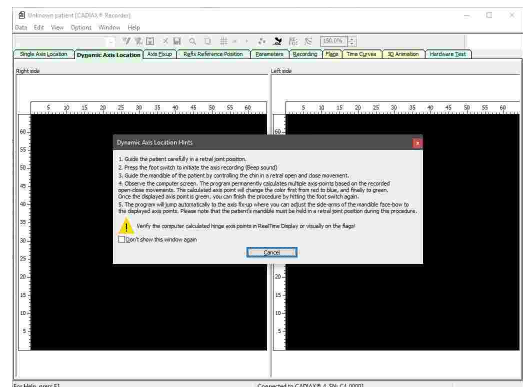 Unknown patient (CADIAX® Recorder)
Data Edit View Options Window Help
150.0%
Single Axis Location Dynamic Axis Location Axis Fixup Refix Reference Position Parameters Recording Flags Time Curves 3D Animation Hardware Test
Right side Left side
5 10 15 20 25 30 35 40 45 50 55 60 5 10 15 20 25 30 35 40 45 50 55 60
60
Dynamic Axis Location Hints
1. Guide the patient carefully in a retral joint position.
2. Press the foot switch to initiate the axis recording (Beep sound)
3. Guide the mandible of the patient by controlling the chin in a retral open and close movement.
4. Observe the computer screen. The program permanently calculates multiple axis-points based on the recorded
open-close movements. The calculated axis point will change the color first from red to blue, and finally to green.
Once the displayed axis point is green, you can finish the procedure by hitting the foot switch again.
5. The program will jump automatically to the axis fix-up where you can adjust the side-arms of the mandible face-bow to
the displayed axis points. Please note that the patient's mandible must be held in a retral joint position during the procedure.
Verify the computer calculated hinge axis points in RealTime Display or visually on the flags!
Don't show this window again
Cancel
55
50
45
40
35
30
25
20 20
15 15
10 10
5 5
For Help, press F1 Connected to CADIAX® 4, SN: C4.00001